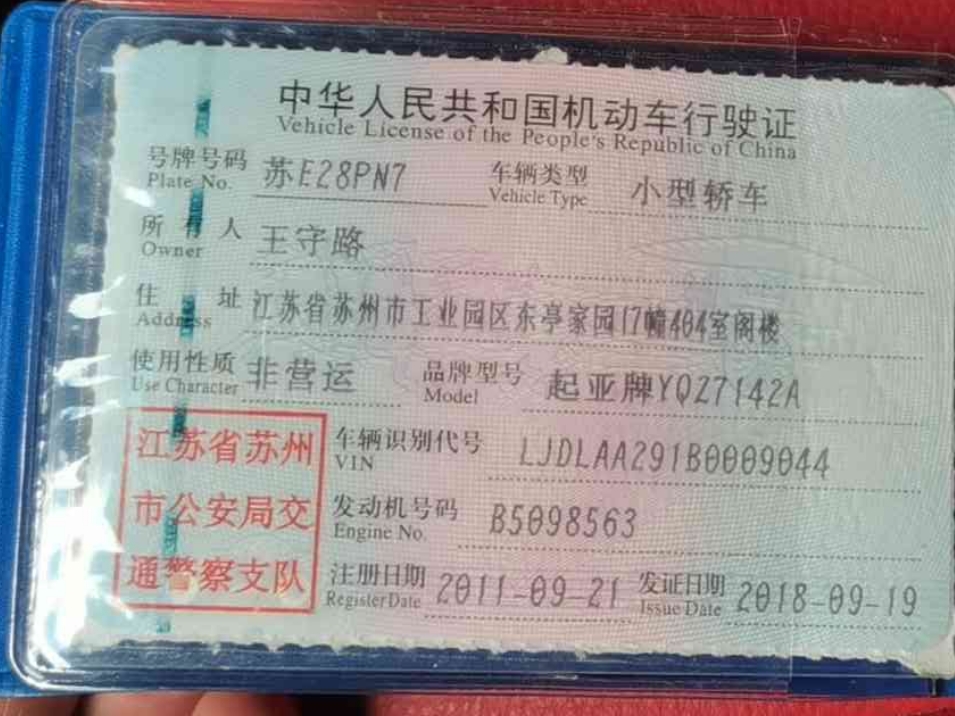 中华人民共和国机动车行驶证
Vehicle License of the People's Republic of China
号牌号码 苏E28PN7 车辆类型 小型轿车
Plate No. Vehicle Type
所有人 王守路
Owner
住址 江苏省苏州市工业园区东亭家园17幢404室阁楼
Address
使用性质 非营运 品牌型号 起亚牌YQZ7142A
Use Character Model
江苏省苏州
市公安局交
通警察支队
车辆识别代号 LJDLAA291B0009044
VIN
发动机号码 B5098563
Engine No.
注册日期 2011-09-21 发证日期 2018-09-19
Register Date Issue Date